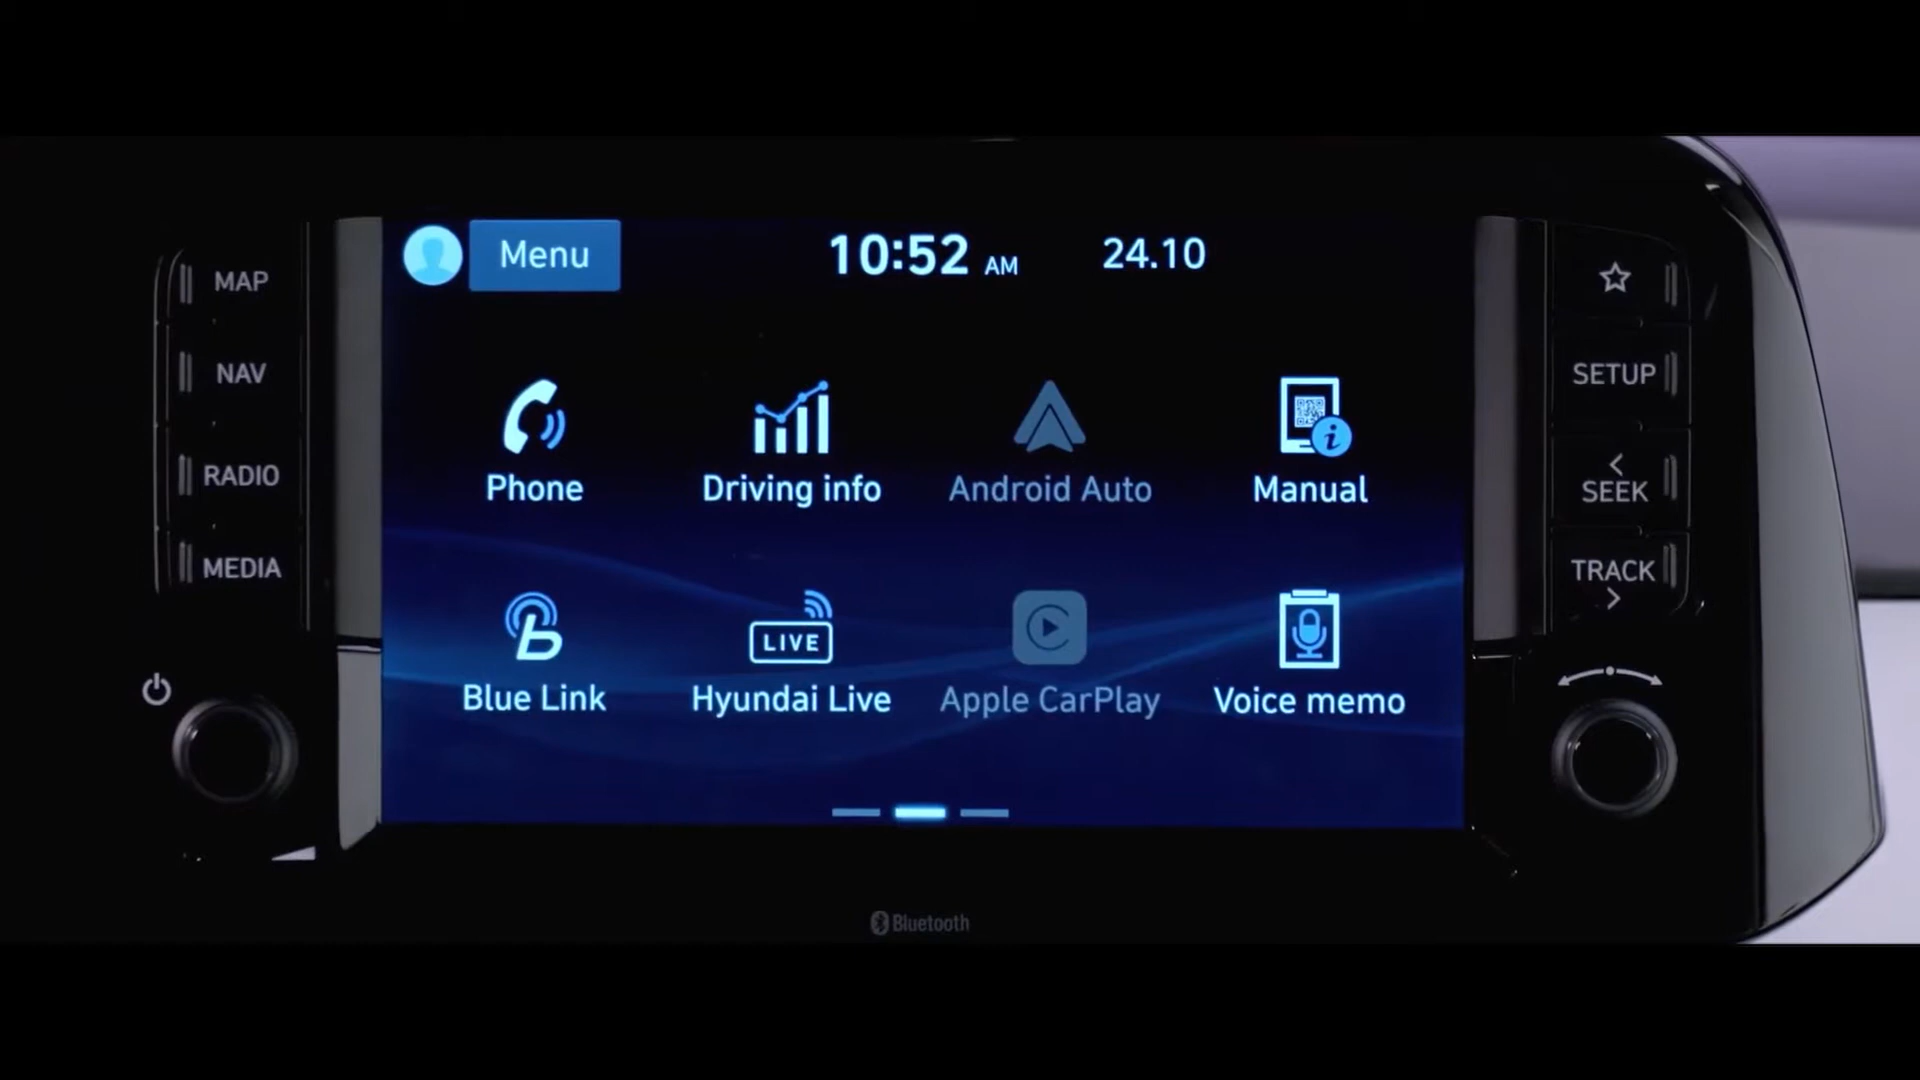 Menu
10:52 AM
24.10
MAP
NAV
RADIO
MEDIA
Phone
Driving info
Android Auto
Manual
Blue Link
LIVE
Hyundai Live
Apple CarPlay
Voice memo
SETUP
< SEEK
TRACK >
Bluetooth